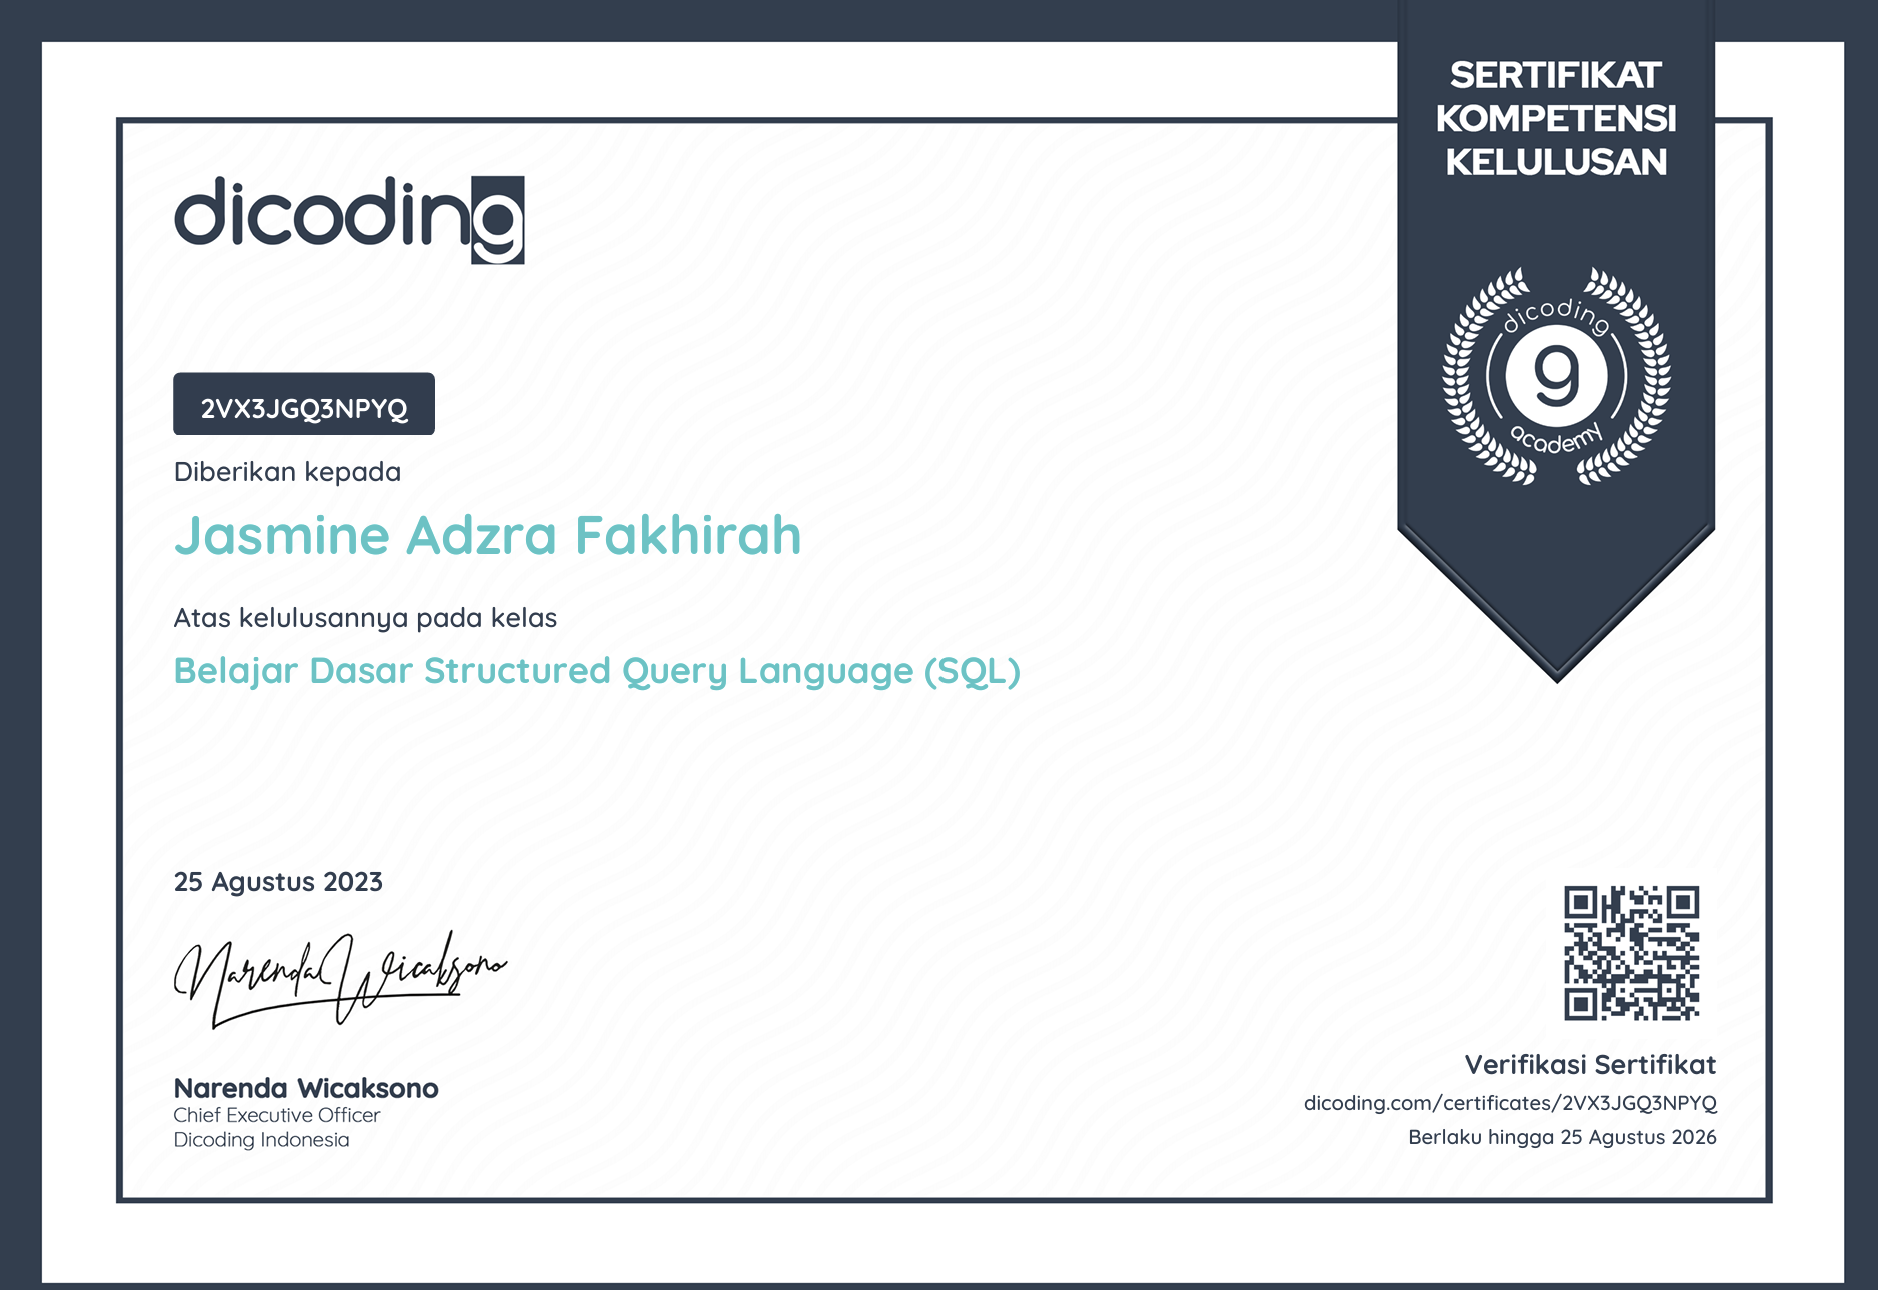 SERTIFIKAT
KOMPETENSI
KELULUSAN
dicoding
dicoding
g
academy
2VX3JGQ3NPYQ
Diberikan kepada
Jasmine Adzra Fakhirah
Atas kelulusannya pada kelas
Belajar Dasar Structured Query Language (SQL)
25 Agustus 2023
Narenda Wicaksono
Narenda Wicaksono
Chief Executive Officer
Dicoding Indonesia
Verifikasi Sertifikat
dicoding.com/certificates/2VX3JGQ3NPYQ
Berlaku hingga 25 Agustus 2026